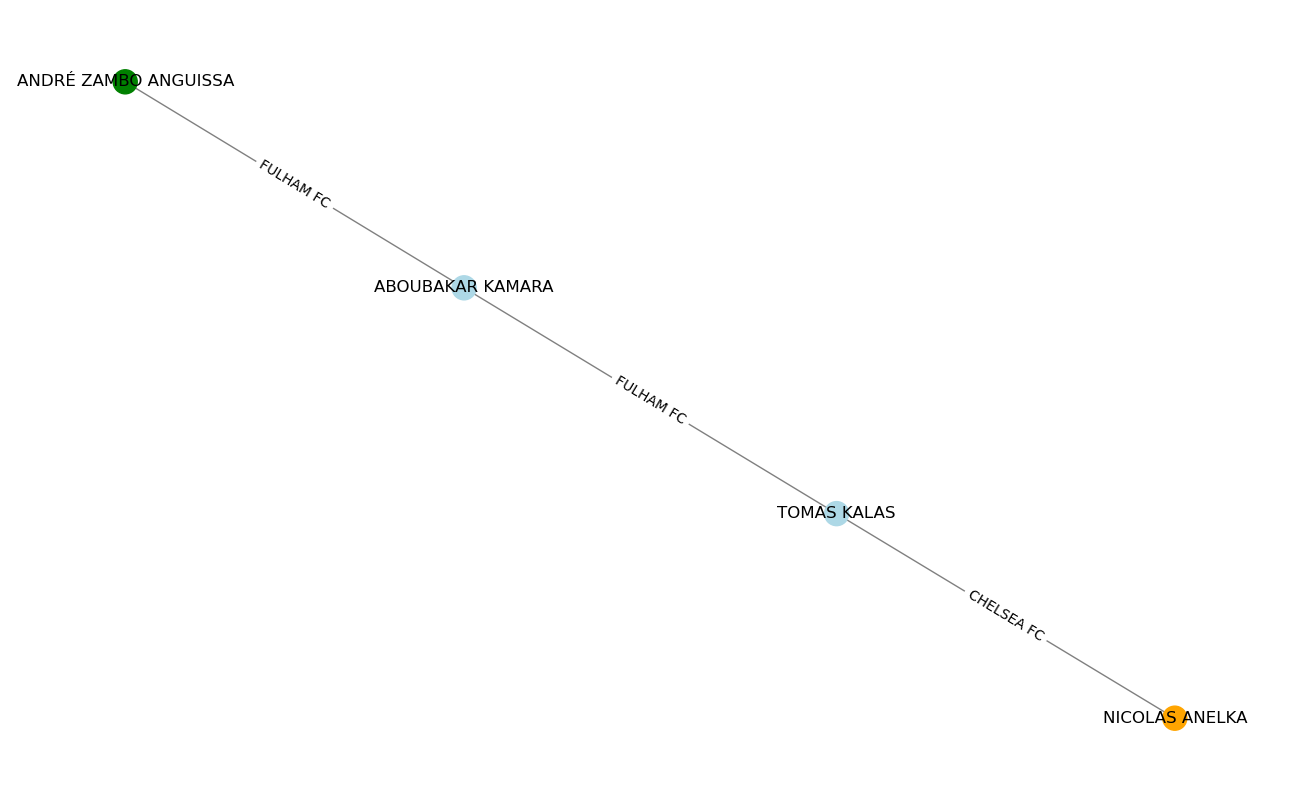 ANDRÉ ZAMBO ANGUISSA
FULHAM FC
ABOUBAKAR KAMARA
FULHAM FC
TOMAS KALAS
CHELSEA FC
NICOLAS ANELKA